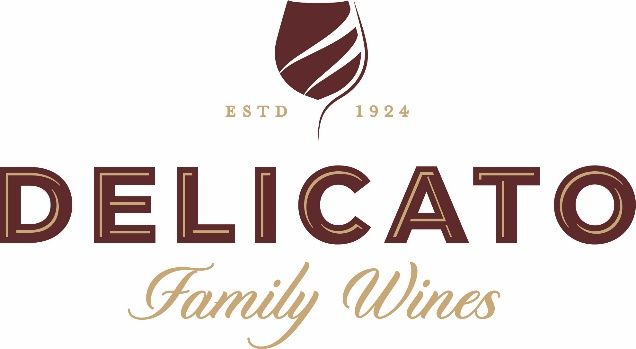 ESTD 1924
DELICATO
Family Wines